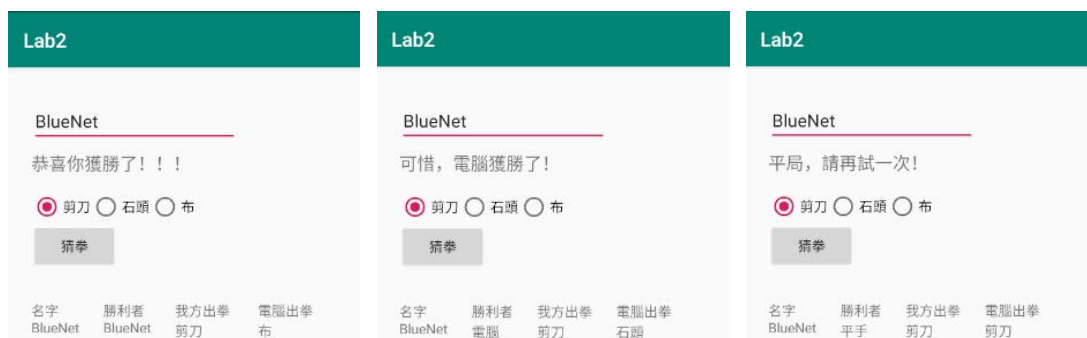 Lab2
BlueNet
恭喜你獲勝了！！！
剪刀 石頭 布
猜拳
名字 勝利者 我方出拳 電腦出拳
BlueNet BlueNet 剪刀 布
Lab2
BlueNet
可惜，電腦獲勝了！
剪刀 石頭 布
猜拳
名字 勝利者 我方出拳 電腦出拳
BlueNet 電腦 剪刀 石頭
Lab2
BlueNet
平局，請再試一次！
剪刀 石頭 布
猜拳
名字 勝利者 我方出拳 電腦出拳
BlueNet 平手 剪刀 剪刀